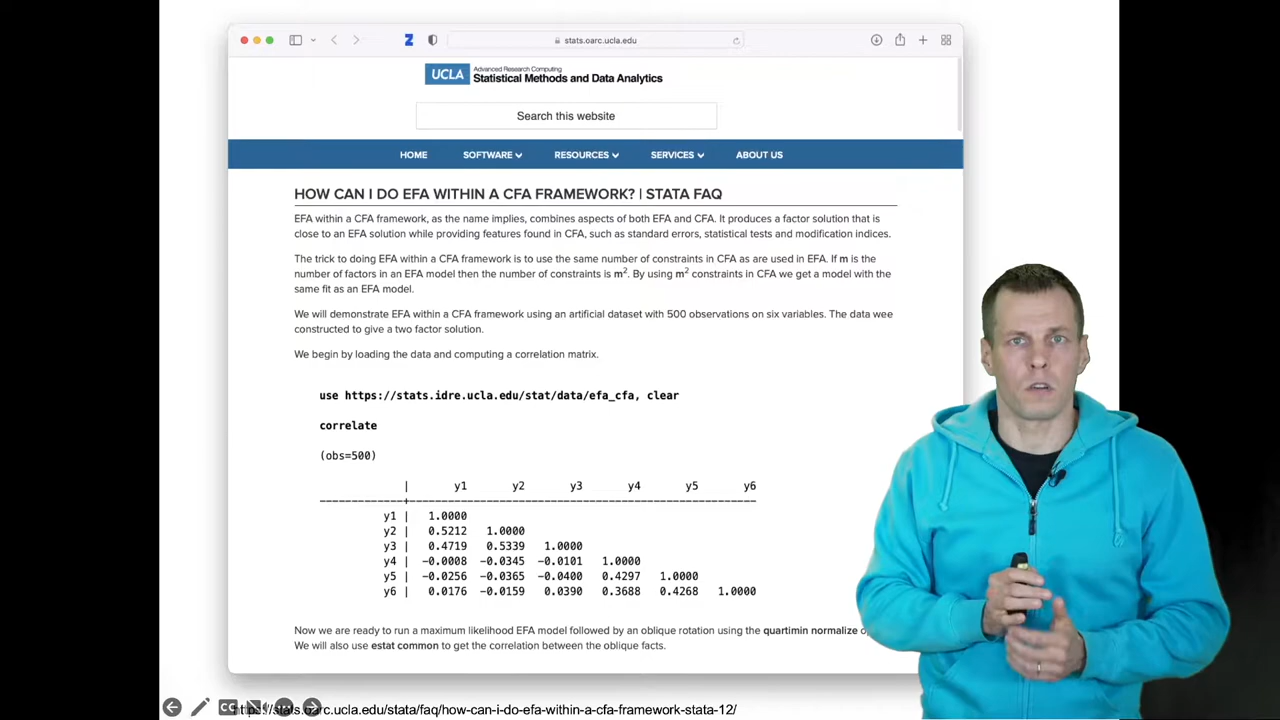 stats.oarc.ucla.edu
UCLA
Advanced Research Computing
Statistical Methods and Data Analytics
Search this website
HOME SOFTWARE RESOURCES SERVICES ABOUT US
HOW CAN I DO EFA WITHIN A CFA FRAMEWORK? | STATA FAQ
EFA within a CFA framework, as the name implies, combines aspects of both EFA and CFA. It produces a factor solution that is
close to an EFA solution while providing features found in CFA, such as standard errors, statistical tests and modification indices.
The trick to doing EFA within a CFA framework is to use the same number of constraints in CFA as are used in EFA. If m is the
number of factors in an EFA model then the number of constraints is m². By using m² constraints in CFA we get a model with the
same fit as an EFA model.
We will demonstrate EFA within a CFA framework using an artificial dataset with 500 observations on six variables. The data wee
constructed to give a two factor solution.
We begin by loading the data and computing a correlation matrix.
use https://stats.idre.ucla.edu/stat/data/efa_cfa, clear
correlate
(obs=500)
| y1 y2 y3 y4 y5 y6
y1 | 1.0000
y2 | 0.5212 1.0000
y3 | 0.4719 0.5339 1.0000
y4 | -0.0008 -0.0345 -0.0101 1.0000
y5 | -0.0256 -0.0365 -0.0400 0.4297 1.0000
y6 | 0.0176 -0.0159 0.0390 0.3688 0.4268 1.0000
Now we are ready to run a maximum likelihood EFA model followed by an oblique rotation using the quartimin normalize
We will also use estat common to get the correlation between the oblique facts.
CC
https://stats.oarc.ucla.edu/stata/faq/how-can-i-do-efa-within-a-cfa-framework-stata-12/